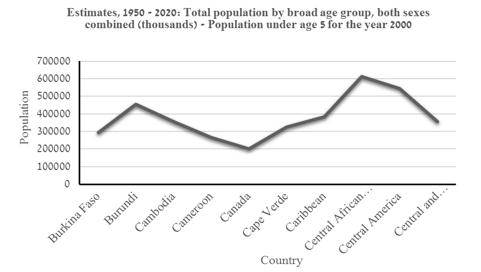 Estimates, 1950 - 2020: Total population by broad age group, both sexes
combined (thousands) - Population under age 5 for the year 2000
Population
700000
600000
500000
400000
300000
200000
100000
0
Burkina Faso
Burundi
Cambodia
Cameroon
Canada
Cape Verde
Caribbean
Central African…
Central America
Central and…
Country